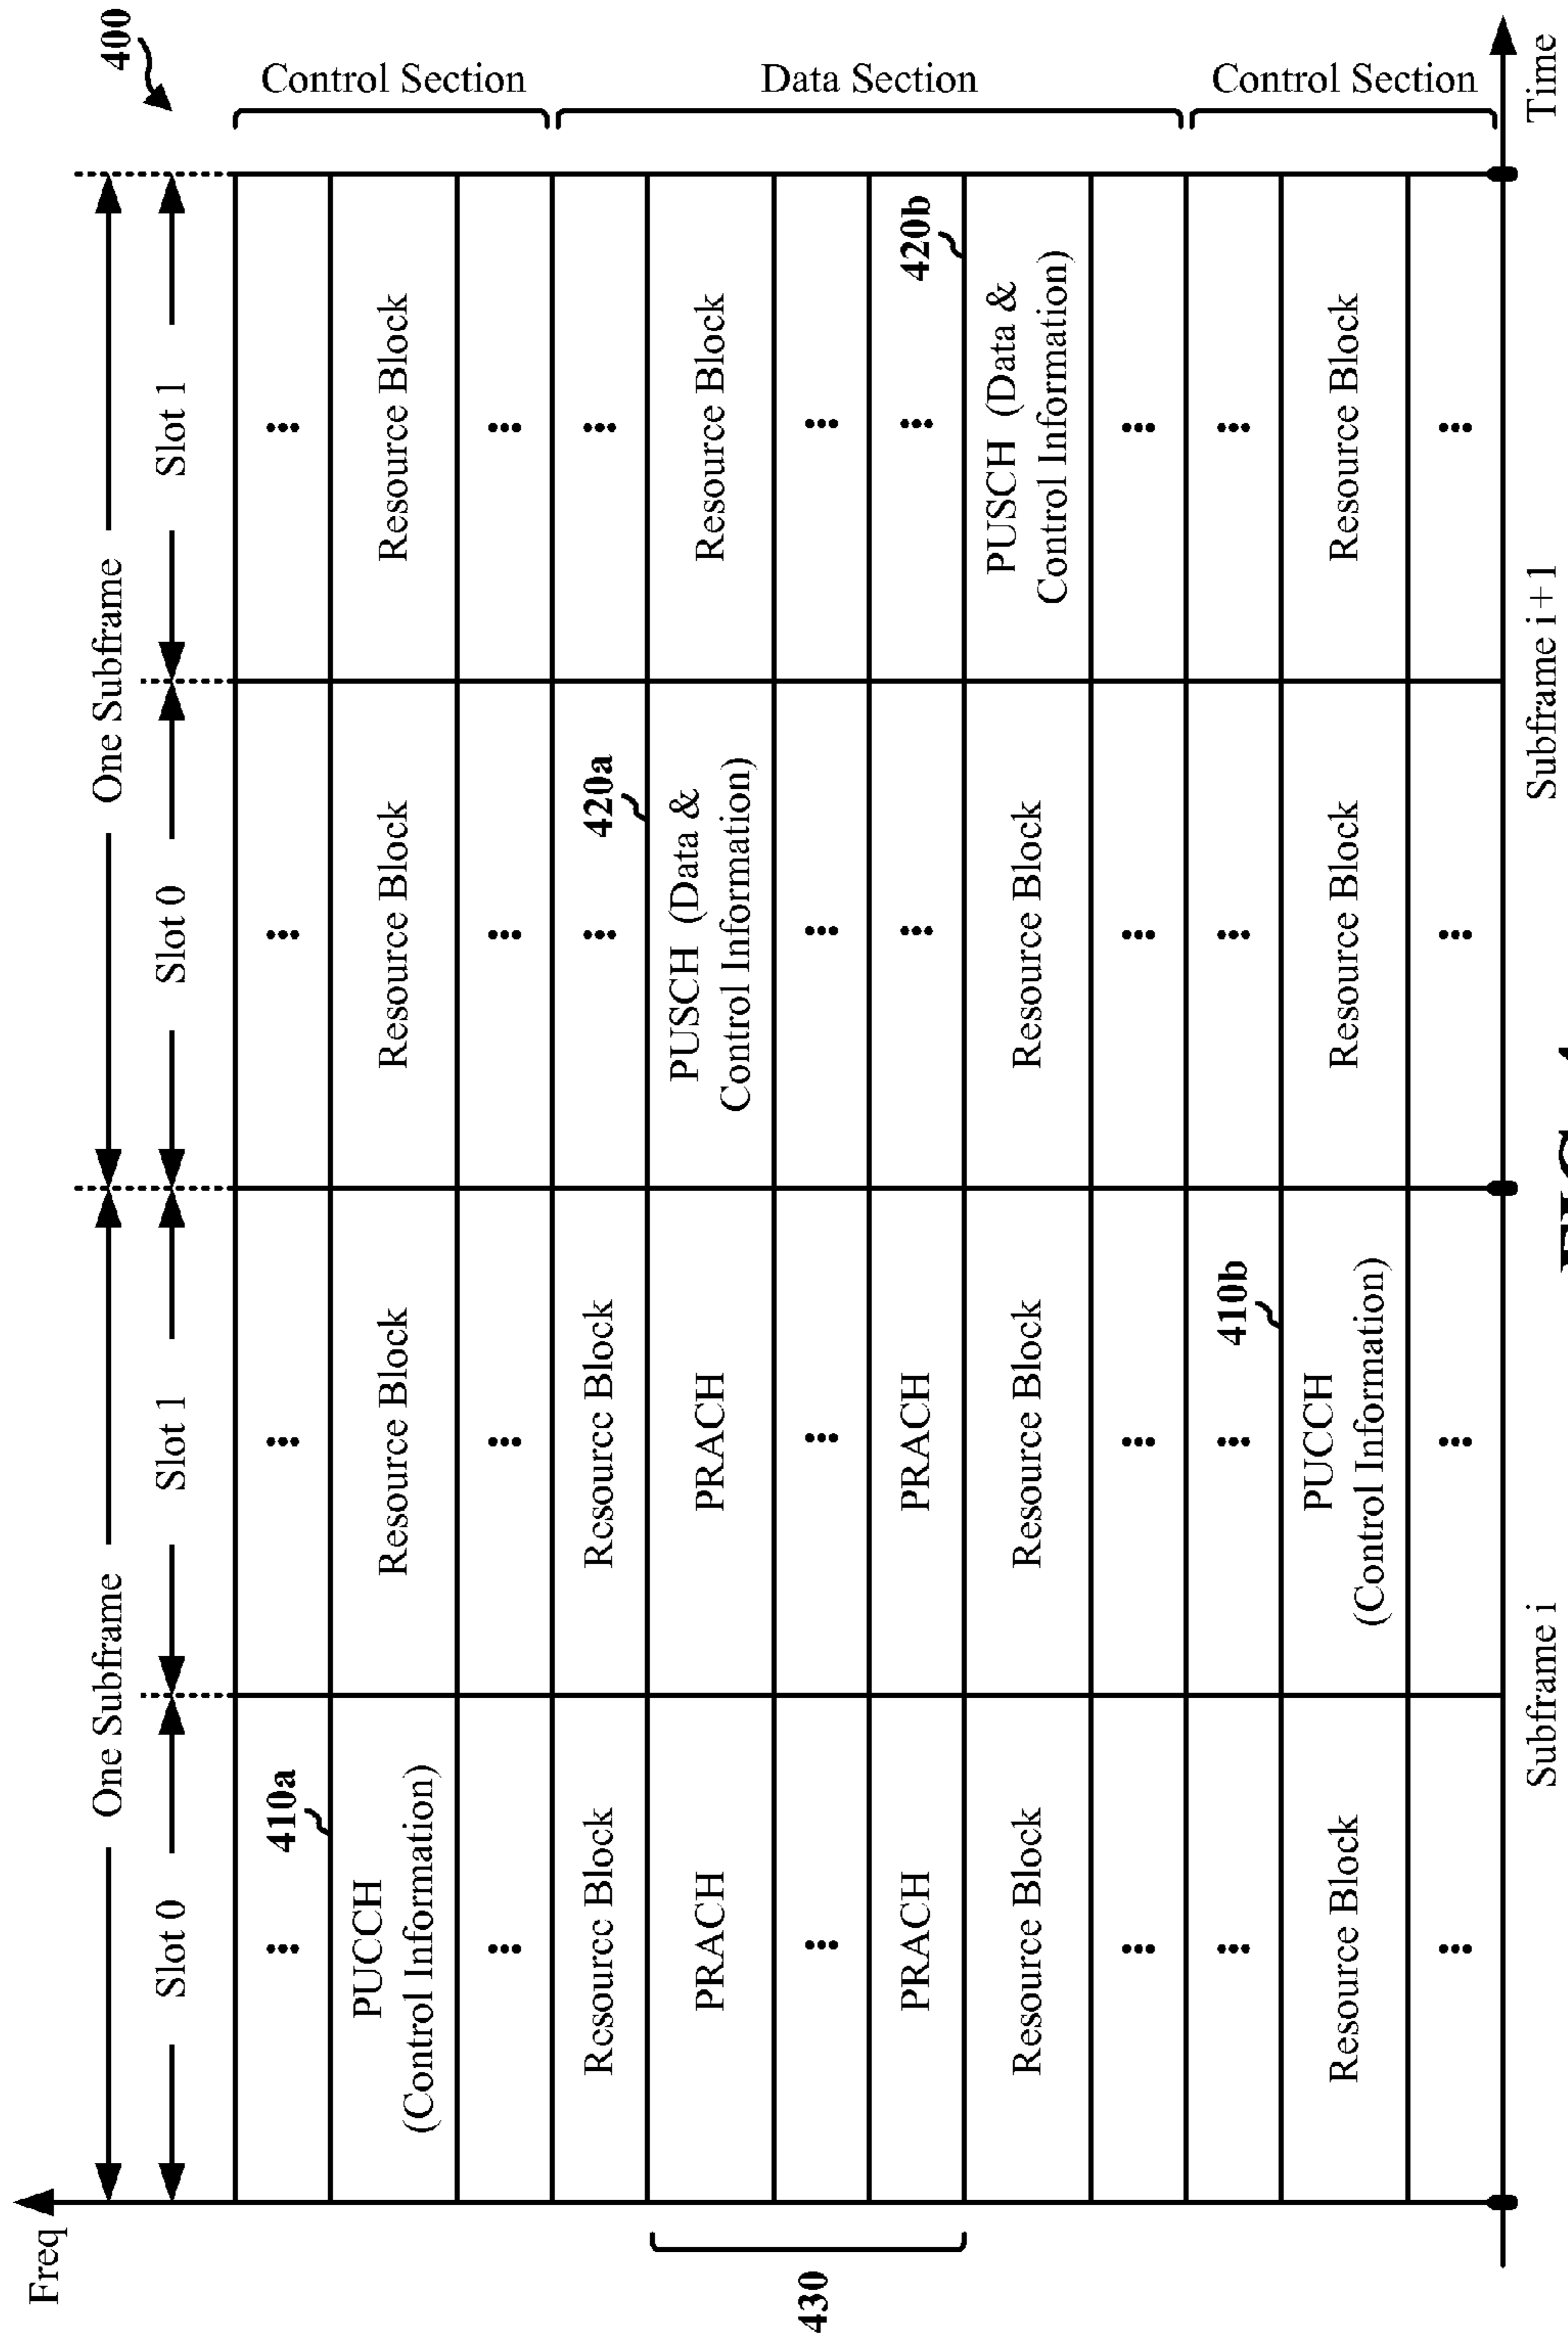 400
Freq
One Subframe
One Subframe
Slot 0
Slot 1
Slot 0
Slot 1
410a
PUCCH
(Control Information)
Resource Block
Resource Block
Resource Block
Control Section
Resource Block
Resource Block
420a
PRACH
PRACH
PUSCH (Data &
Control Information)
Resource Block
430
Data Section
PRACH
PRACH
420b
Resource Block
Resource Block
Resource Block
PUSCH (Data &
Control Information)
410b
Resource Block
PUCCH
(Control Information)
Resource Block
Resource Block
Control Section
Subframe i
Subframe i+1
Time